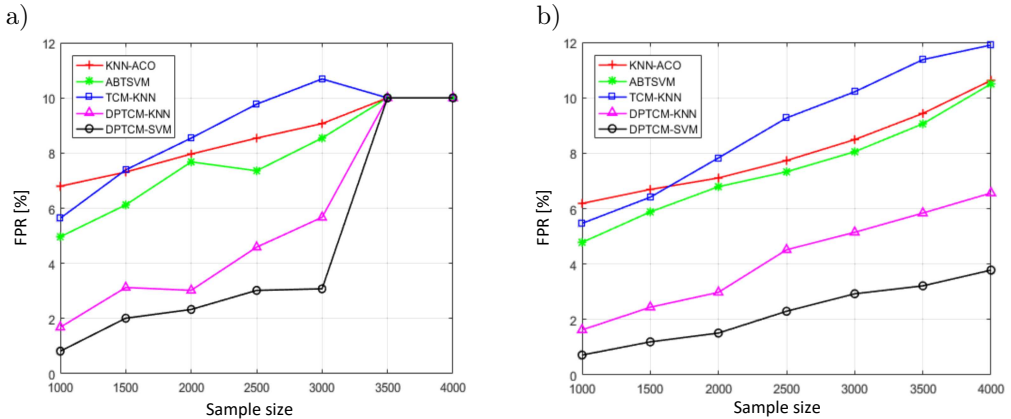 a)
12
10
8
6
4
2
0
FPR [%]
KNN-ACO
ABTSVM
TCM-KNN
DPTCM-KNN
DPTCM-SVM
1000 1500 2000 2500 3000 3500 4000
Sample size
b)
12
10
8
6
4
2
0
FPR [%]
KNN-ACO
ABTSVM
TCM-KNN
DPTCM-KNN
DPTCM-SVM
1000 1500 2000 2500 3000 3500 4000
Sample size